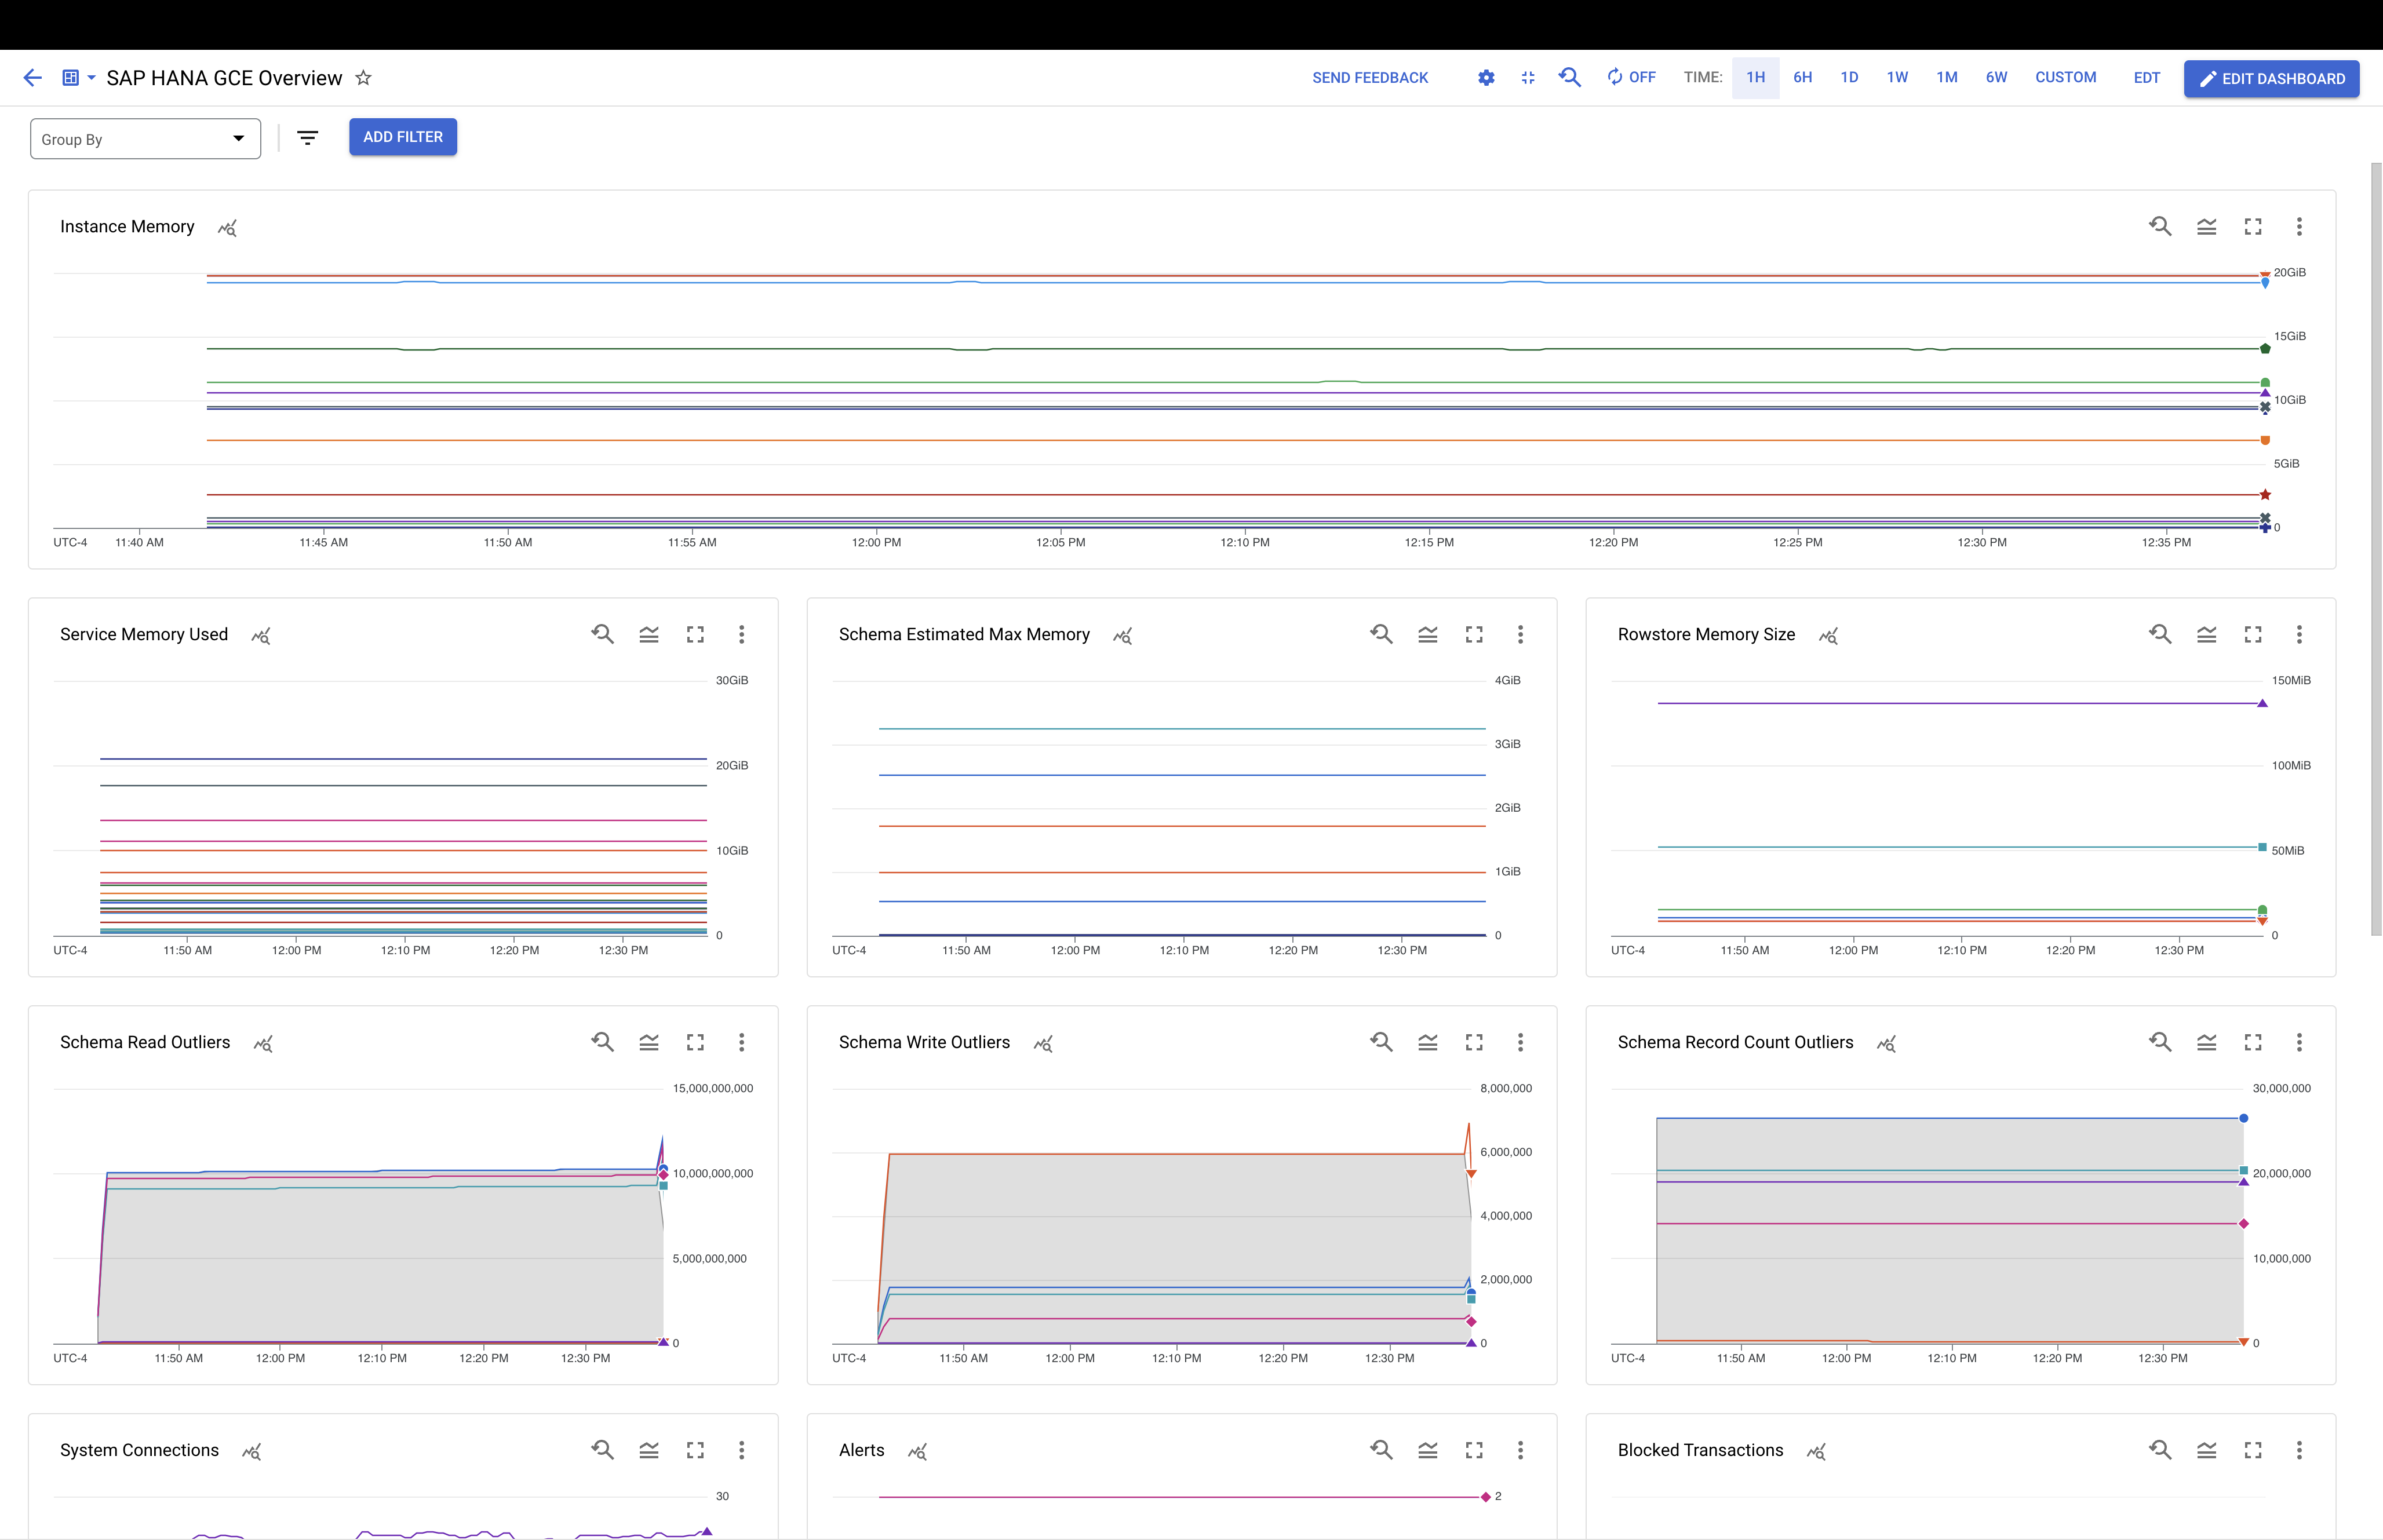 SAP HANA GCE Overview
SEND FEEDBACK
OFF
TIME: 1H 6H 1D 1W 1M 6W CUSTOM
EDT
EDIT DASHBOARD
Group By
ADD FILTER
Instance Memory
20GiB
15GiB
10GiB
5GiB
0
UTC-4 11:40 AM 11:45 AM 11:50 AM 11:55 AM 12:00 PM 12:05 PM 12:10 PM 12:15 PM 12:20 PM 12:25 PM 12:30 PM 12:35 PM
Service Memory Used
30GiB
20GiB
10GiB
0
UTC-4 11:50 AM 12:00 PM 12:10 PM 12:20 PM 12:30 PM
Schema Estimated Max Memory
4GiB
3GiB
2GiB
1GiB
0
UTC-4 11:50 AM 12:00 PM 12:10 PM 12:20 PM 12:30 PM
Rowstore Memory Size
150MiB
100MiB
50MiB
0
UTC-4 11:50 AM 12:00 PM 12:10 PM 12:20 PM 12:30 PM
Schema Read Outliers
15,000,000,000
10,000,000,000
5,000,000,000
0
UTC-4 11:50 AM 12:00 PM 12:10 PM 12:20 PM 12:30 PM
Schema Write Outliers
8,000,000
6,000,000
4,000,000
2,000,000
0
UTC-4 11:50 AM 12:00 PM 12:10 PM 12:20 PM 12:30 PM
Schema Record Count Outliers
30,000,000
20,000,000
10,000,000
0
UTC-4 11:50 AM 12:00 PM 12:10 PM 12:20 PM 12:30 PM
System Connections
30
Alerts
2
Blocked Transactions